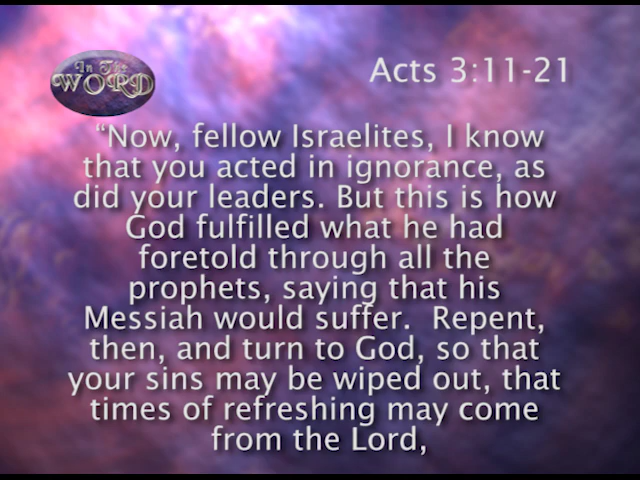 In The
WORD
Acts 3:11-21
“Now, fellow Israelites, I know
that you acted in ignorance, as
did your leaders. But this is how
God fulfilled what he had
foretold through all the
prophets, saying that his
Messiah would suffer.  Repent,
then, and turn to God, so that
your sins may be wiped out, that
times of refreshing may come
from the Lord,